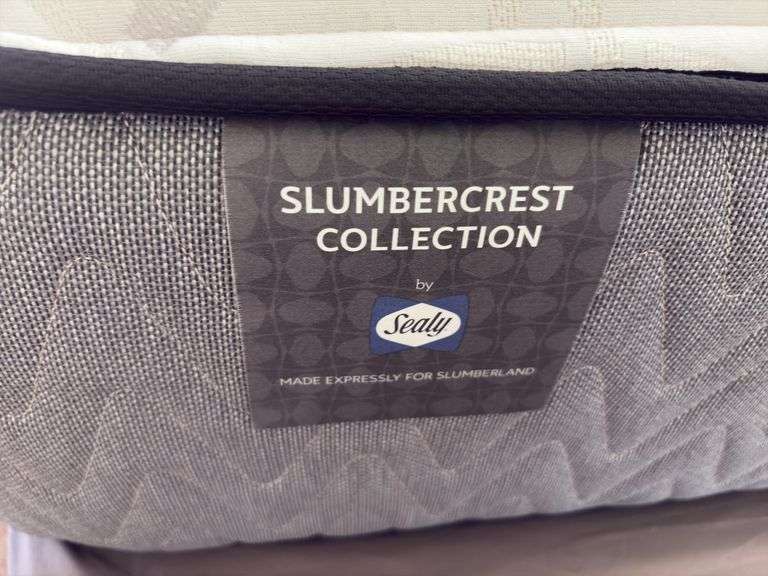 SLUMBERCREST
COLLECTION
by
Sealy
MADE EXPRESSLY FOR SLUMBERLAND